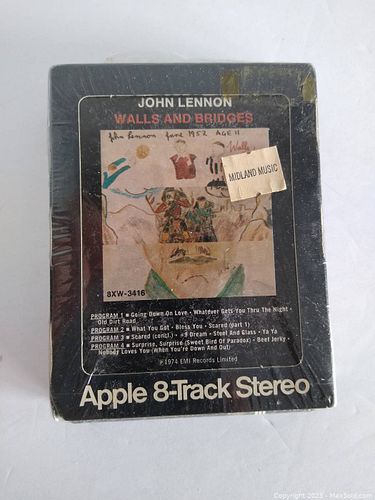 JOHN LENNON
WALLS AND BRIDGES
John Lennon June 1952 AGE 11
Walls
MIDLAND MUSIC
8XW-3416
PROGRAM 1 • Going Down On Love • Whatever Gets You Thru The Night •
Old Dirt Road
PROGRAM 2 • What You Got • Bless You • Scared (part 1)
PROGRAM 3 • Scared (concl.) • #9 Dream • Steel And Glass • Ya Ya
PROGRAM 4 • Surprise, Surprise (Sweet Bird Of Paradox) • Beef Jerky •
Nobody Loves You (When You're Down And Out)
℗1974 EMI Records Limited
Apple 8-Track Stereo
Copyright 2023 - MaxSold.com